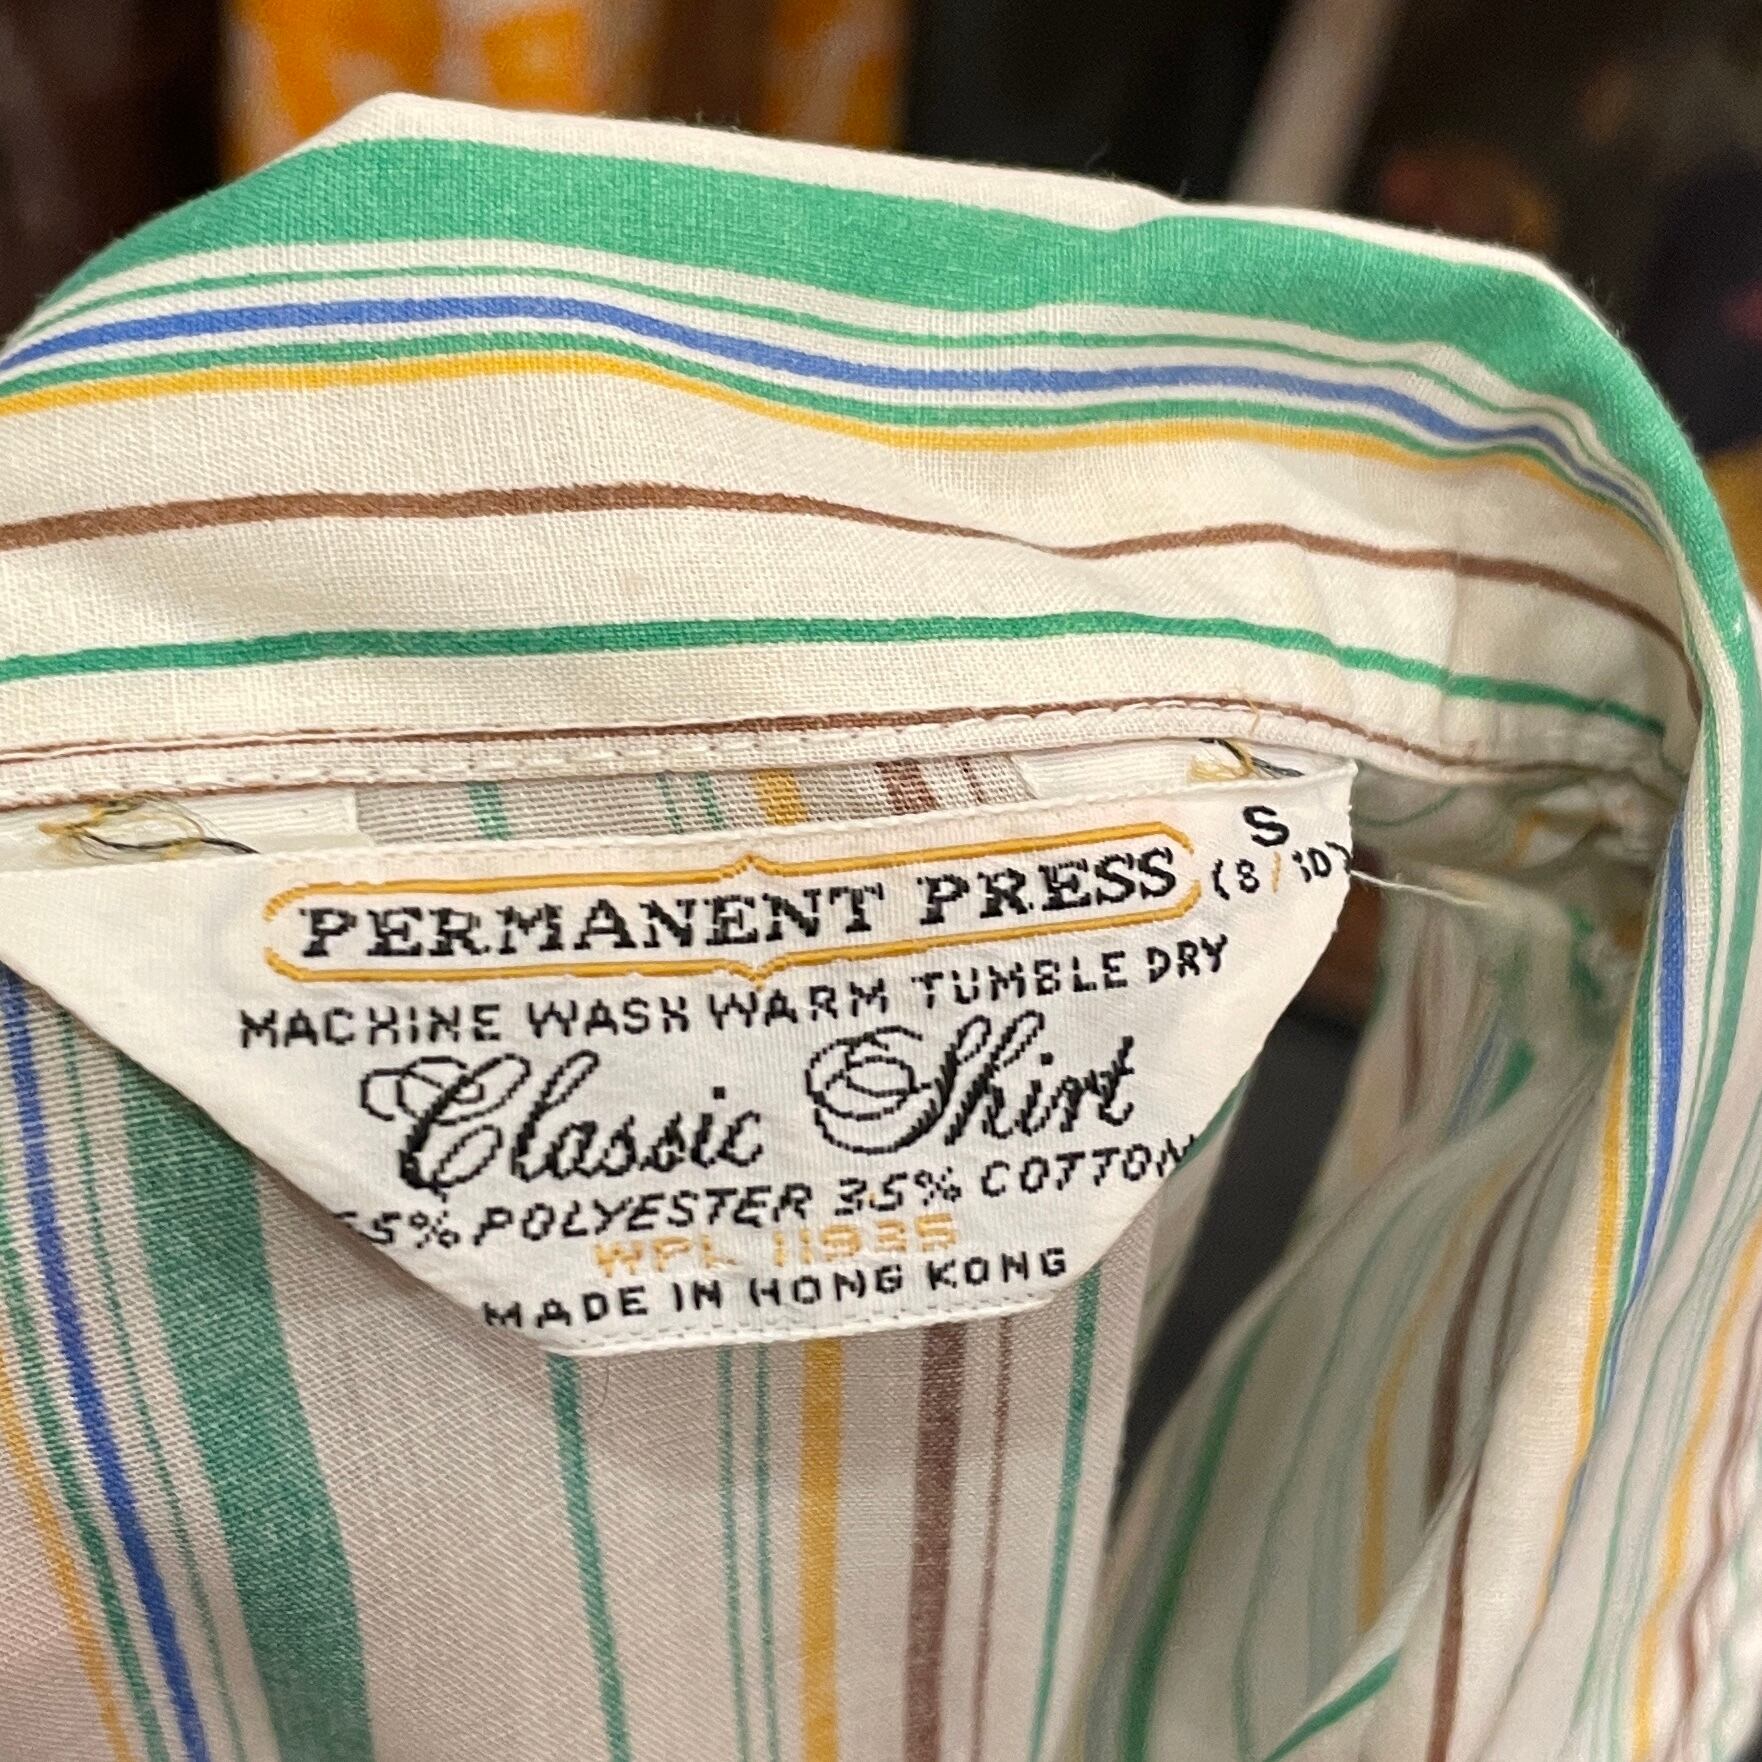 S
PERMANENT PRESS (8/10)
MACHINE WASH WARM TUMBLE DRY
Classic Shirt
65% POLYESTER 35% COTTON
WPL 11935
MADE IN HONG KONG